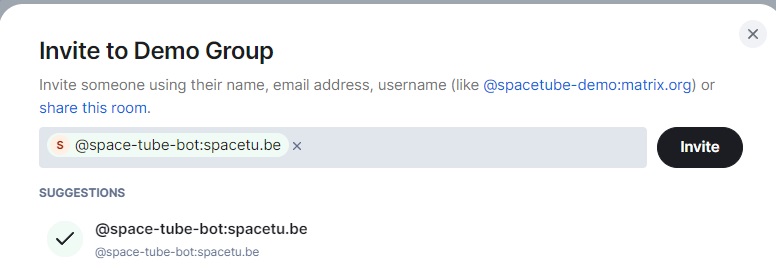 Invite to Demo Group
Invite someone using their name, email address, username (like @spacetube-demo:matrix.org) or
share this room.
S @space-tube-bot:spacetu.be × Invite
SUGGESTIONS
@space-tube-bot:spacetu.be
@space-tube-bot:spacetu.be